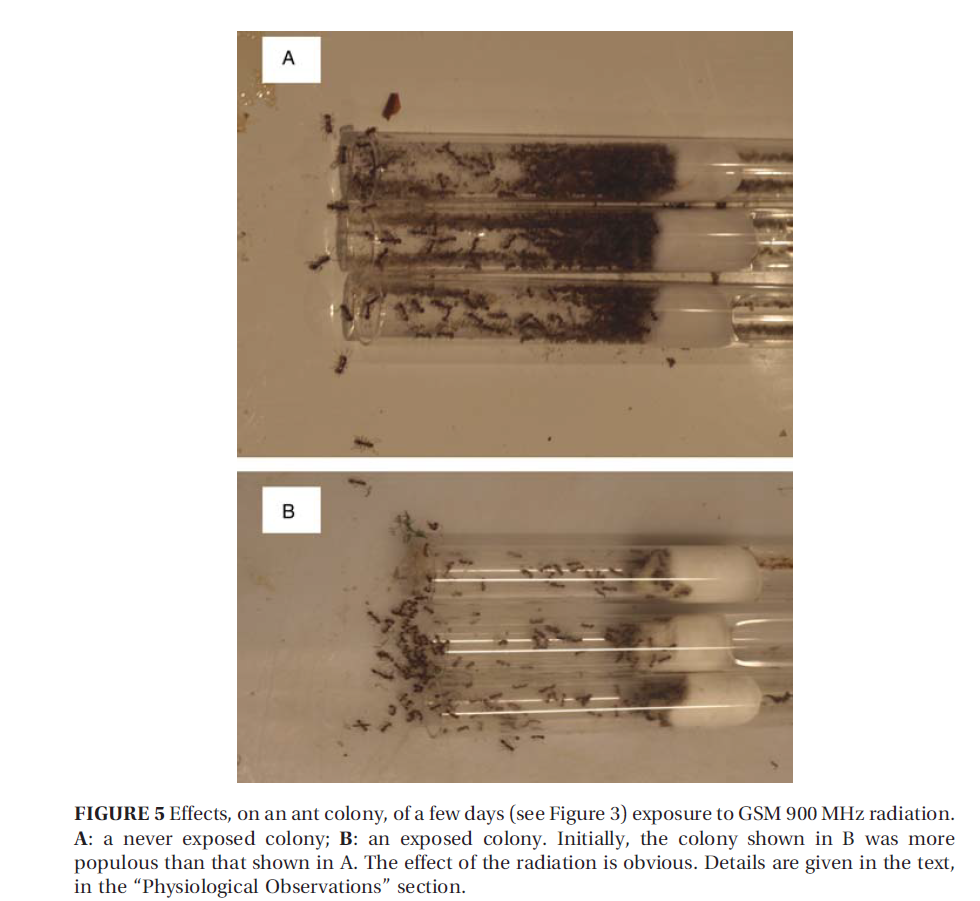 A
B
FIGURE 5 Effects, on an ant colony, of a few days (see Figure 3) exposure to GSM 900 MHz radiation.
A: a never exposed colony; B: an exposed colony. Initially, the colony shown in B was more
populous than that shown in A. The effect of the radiation is obvious. Details are given in the text,
in the “Physiological Observations” section.